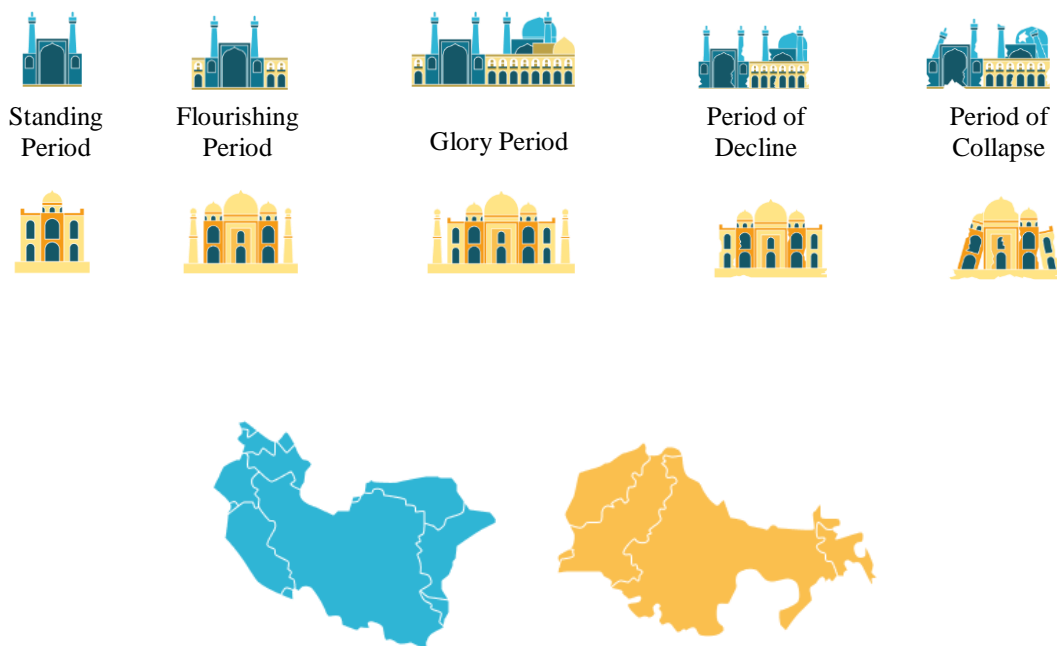 Standing
Period
Flourishing
Period
Glory Period
Period of
Decline
Period of
Collapse